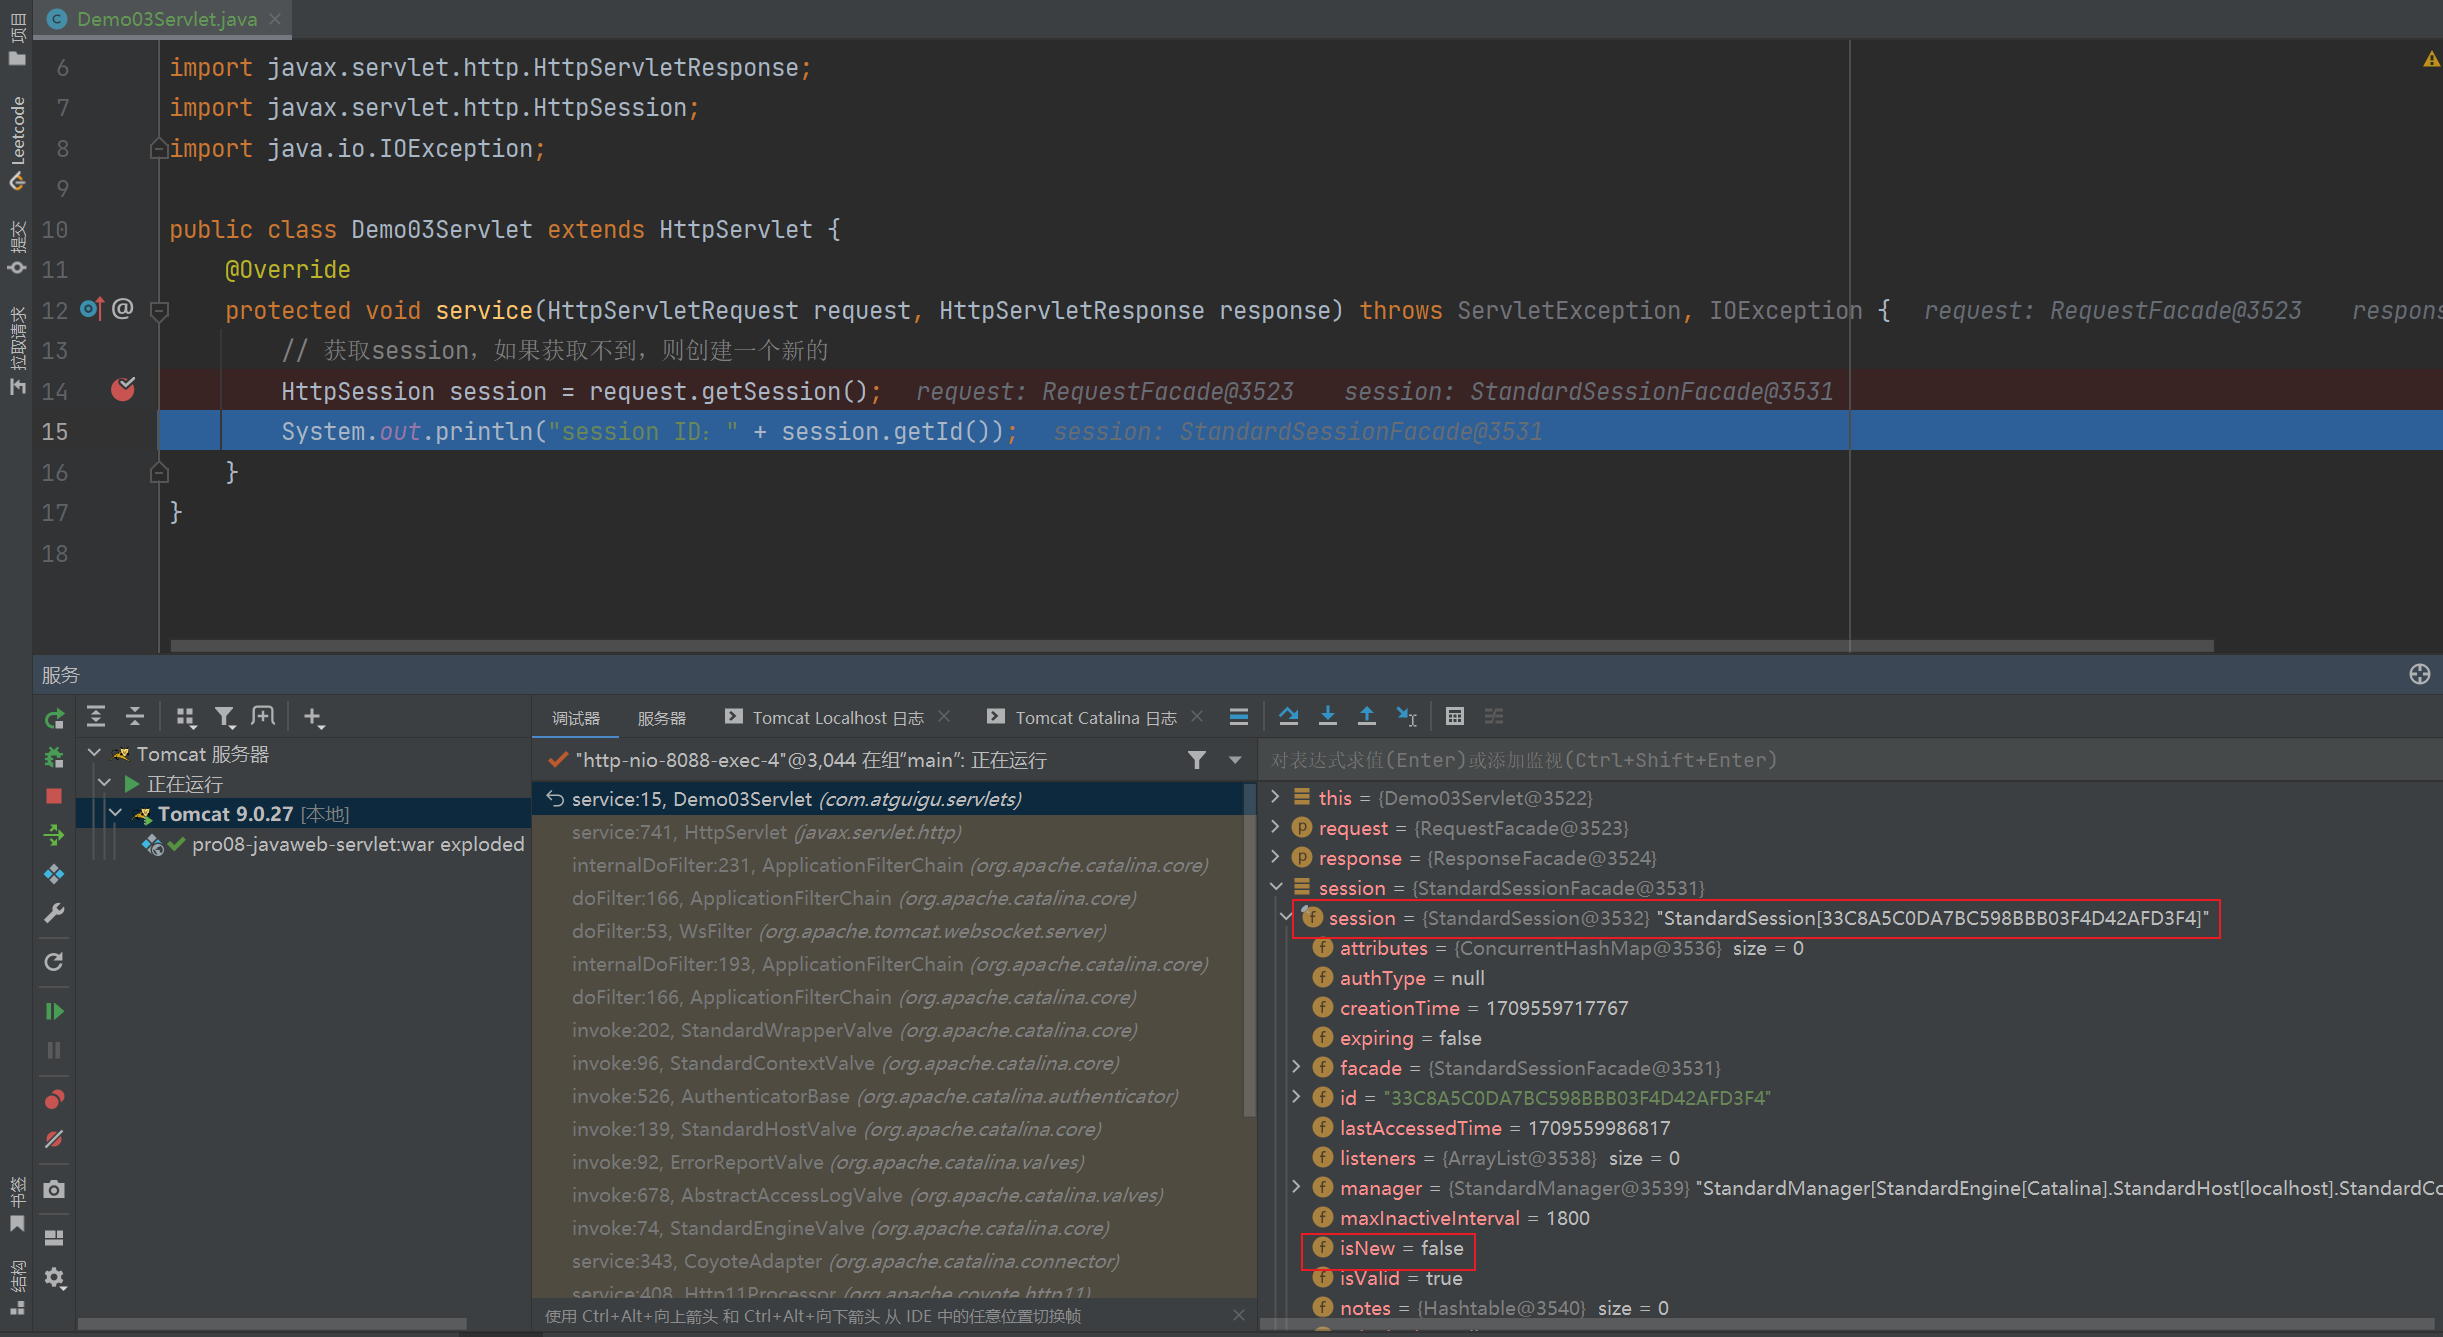 Demo03Servlet.java
项目
Leetcode
提交
拉取请求
书签
结构
6 import javax.servlet.http.HttpServletResponse;
7 import javax.servlet.http.HttpSession;
8 import java.io.IOException;
9
10 public class Demo03Servlet extends HttpServlet {
11 @Override
12 protected void service(HttpServletRequest request, HttpServletResponse response) throws ServletException, IOException { request: RequestFacade@3523 respons
13 // 获取session，如果获取不到，则创建一个新的
14 HttpSession session = request.getSession(); request: RequestFacade@3523 session: StandardSessionFacade@3531
15 System.out.println("session ID：" + session.getId()); session: StandardSessionFacade@3531
16 }
17 }
18
服务
Tomcat 服务器
正在运行
Tomcat 9.0.27 [本地]
pro08-javaweb-servlet:war exploded
调试器 服务器 Tomcat Localhost 日志 Tomcat Catalina 日志
"http-nio-8088-exec-4"@3,044 在组"main": 正在运行
service:15, Demo03Servlet (com.atguigu.servlets)
service:741, HttpServlet (javax.servlet.http)
internalDoFilter:231, ApplicationFilterChain (org.apache.catalina.core)
doFilter:166, ApplicationFilterChain (org.apache.catalina.core)
doFilter:53, WsFilter (org.apache.tomcat.websocket.server)
internalDoFilter:193, ApplicationFilterChain (org.apache.catalina.core)
doFilter:166, ApplicationFilterChain (org.apache.catalina.core)
invoke:202, StandardWrapperValve (org.apache.catalina.core)
invoke:96, StandardContextValve (org.apache.catalina.core)
invoke:526, AuthenticatorBase (org.apache.catalina.authenticator)
invoke:139, StandardHostValve (org.apache.catalina.core)
invoke:92, ErrorReportValve (org.apache.catalina.valves)
invoke:678, AbstractAccessLogValve (org.apache.catalina.valves)
invoke:74, StandardEngineValve (org.apache.catalina.core)
service:343, CoyoteAdapter (org.apache.catalina.connector)
service:408, Http11Processor (org.apache.coyote.http11)
使用 Ctrl+Alt+向上箭头 和 Ctrl+Alt+向下箭头 从 IDE 中的任意位置切换帧
对表达式求值(Enter)或添加监视(Ctrl+Shift+Enter)
this = {Demo03Servlet@3522}
request = {RequestFacade@3523}
response = {ResponseFacade@3524}
session = {StandardSessionFacade@3531}
session = {StandardSession@3532} "StandardSession[33C8A5C0DA7BC598BBB03F4D42AFD3F4]"
attributes = {ConcurrentHashMap@3536} size = 0
authType = null
creationTime = 1709559717767
expiring = false
facade = {StandardSessionFacade@3531}
id = "33C8A5C0DA7BC598BBB03F4D42AFD3F4"
lastAccessedTime = 1709559986817
listeners = {ArrayList@3538} size = 0
manager = {StandardManager@3539} "StandardManager[StandardEngine[Catalina].StandardHost[localhost].StandardCo
maxInactiveInterval = 1800
isNew = false
isValid = true
notes = {Hashtable@3540} size = 0